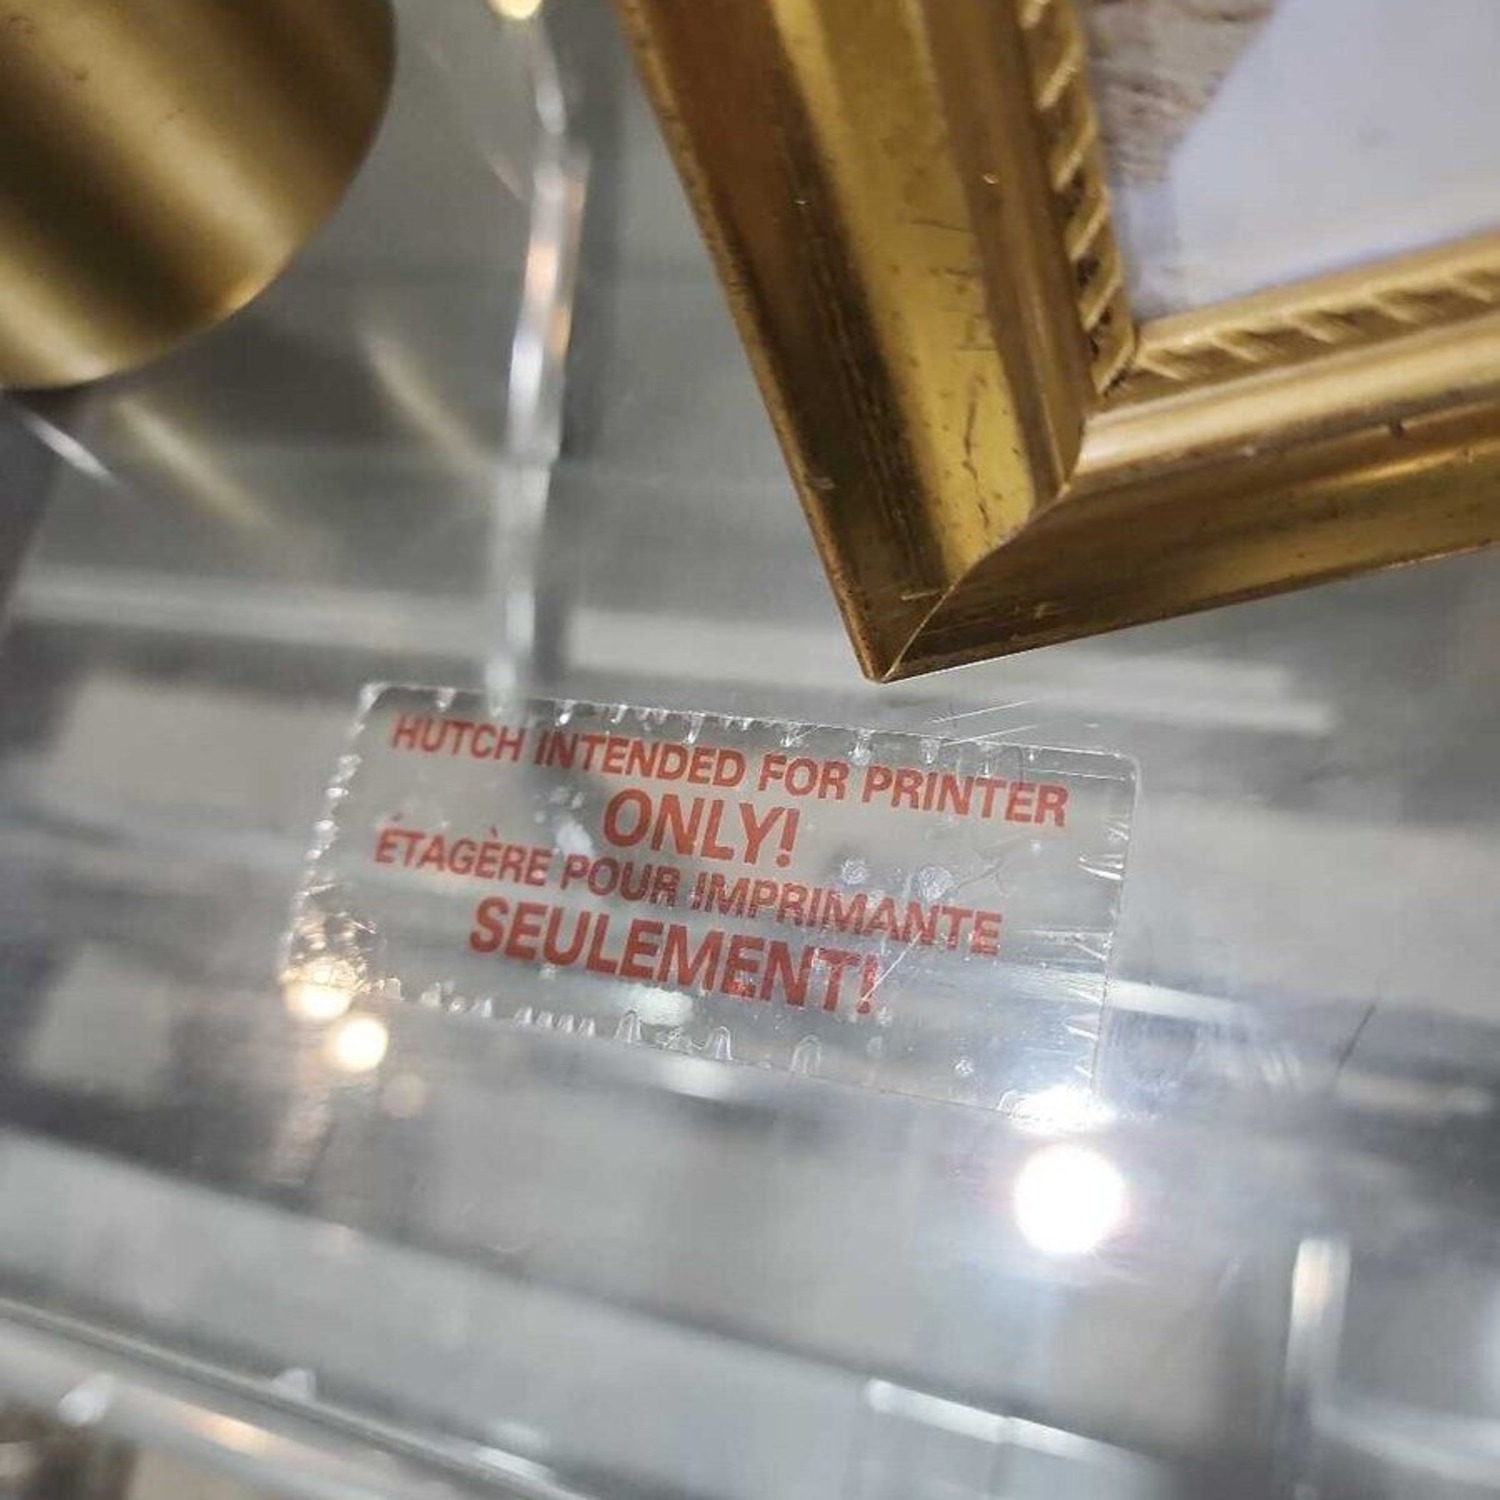 HUTCH INTENDED FOR PRINTER
ONLY!
ÉTAGÈRE POUR IMPRIMANTE
SEULEMENT!